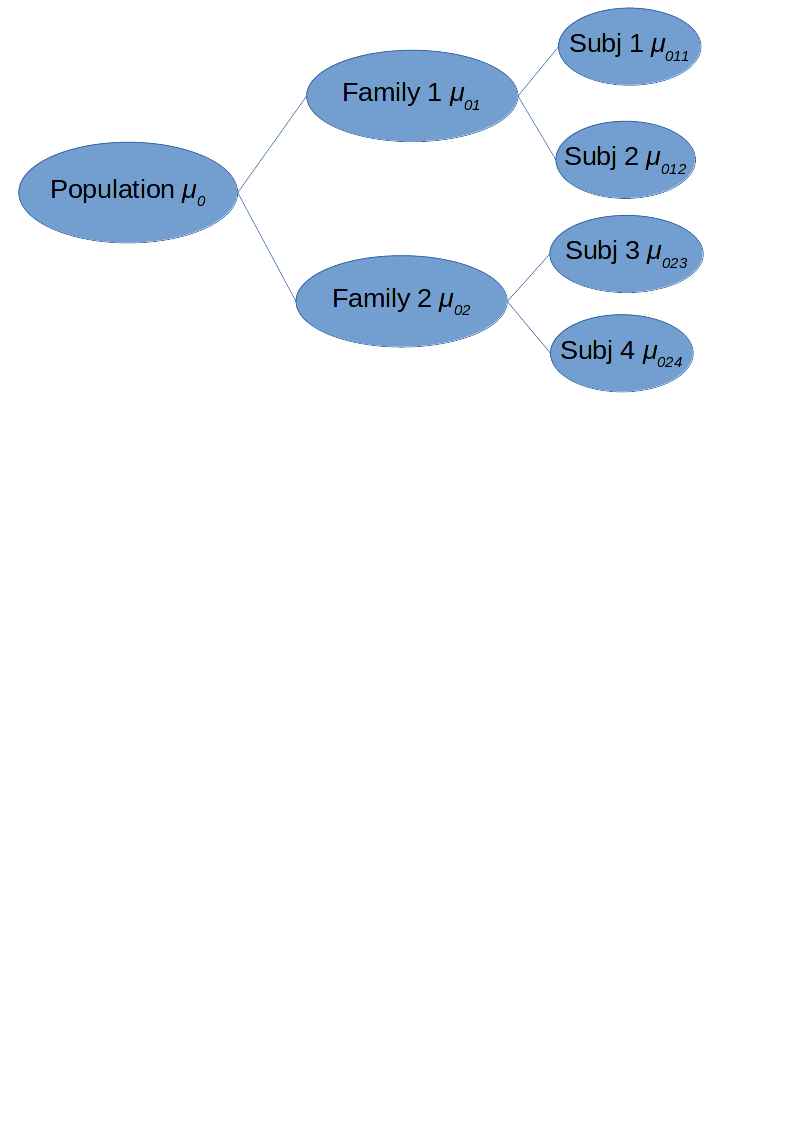 Population μ₀
Family 1 μ₀₁
Subj 1 μ₀₁₁
Subj 2 μ₀₁₂
Family 2 μ₀₂
Subj 3 μ₀₂₃
Subj 4 μ₀₂₄